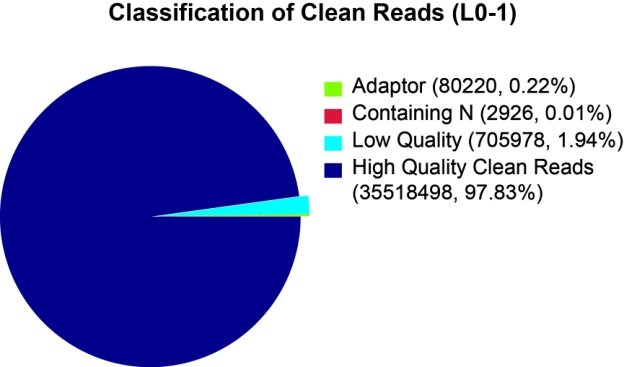 Classification of Clean Reads (L0-1)
Adaptor (80220, 0.22%)
Containing N (2926, 0.01%)
Low Quality (705978, 1.94%)
High Quality Clean Reads
(35518498, 97.83%)